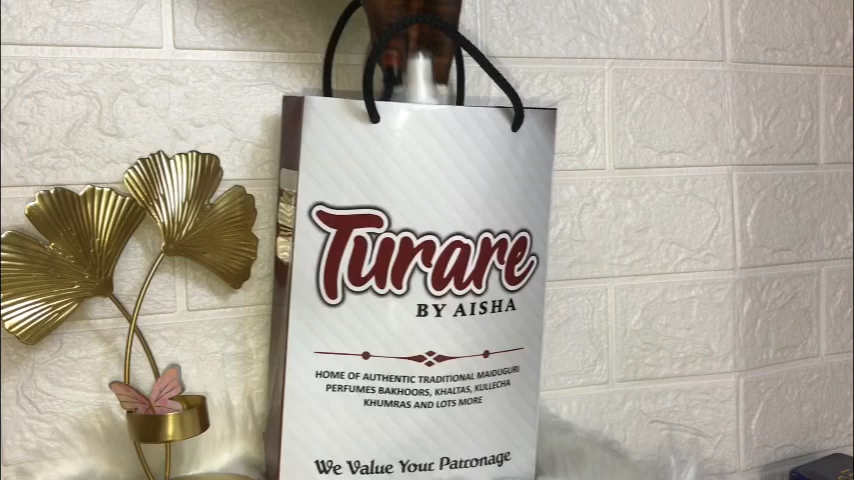 Turare
BY AISHA
HOME OF AUTHENTIC TRADITIONAL MAIDUGURI
PERFUMES BAKHOORS, KHALTAS, KULLECHA
KHUMRAS AND LOTS MORE
We Value Your Patronage